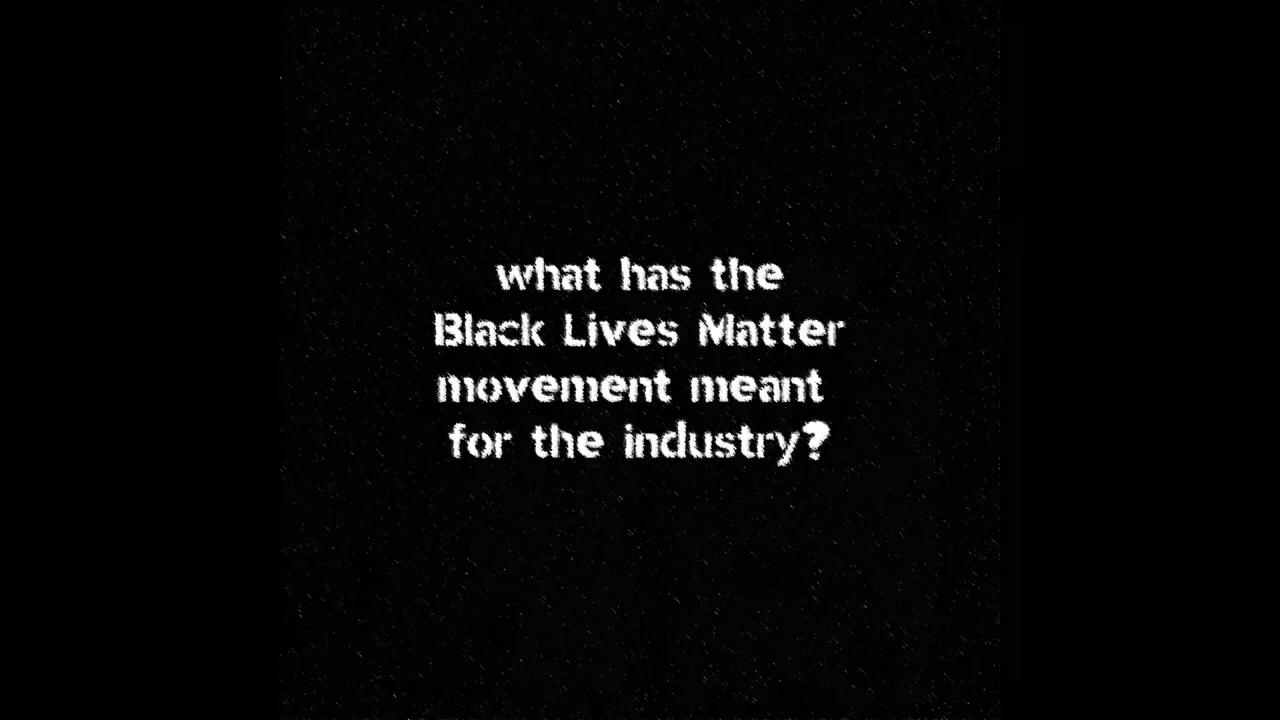 what has the
Black Lives Matter
movement meant
for the industry?